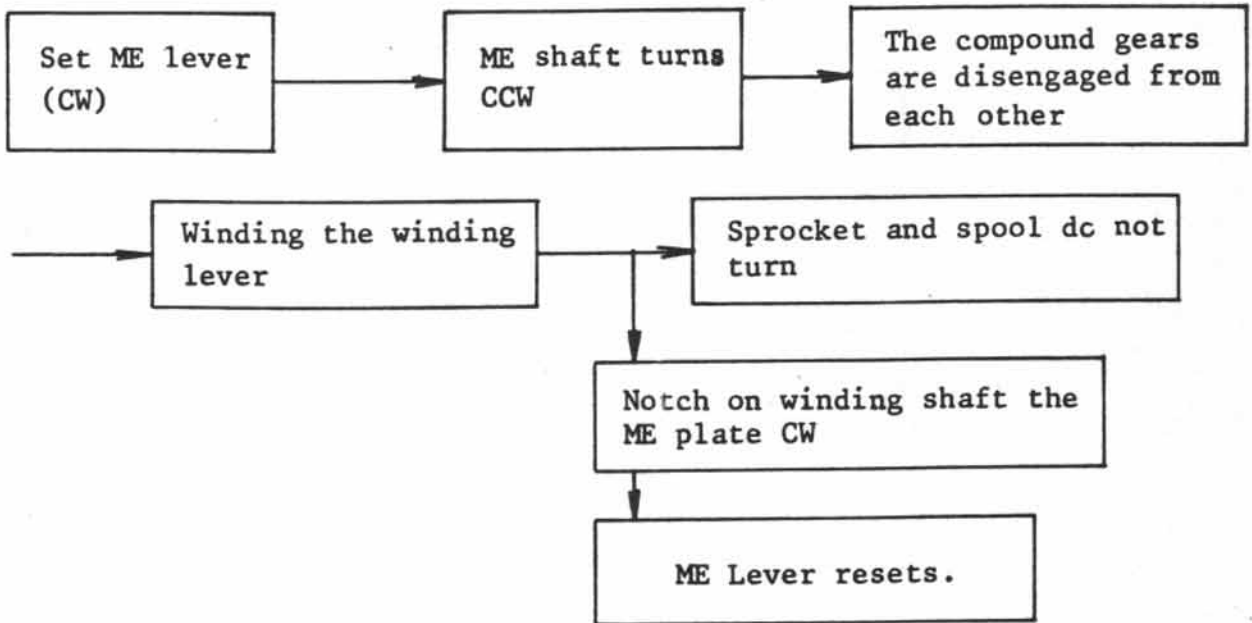 Set ME lever
(CW)
ME shaft turns
CCW
The compound gears
are disengaged from
each other
Winding the winding
lever
Sprocket and spool do not
turn
Notch on winding shaft the
ME plate CW
ME Lever resets.